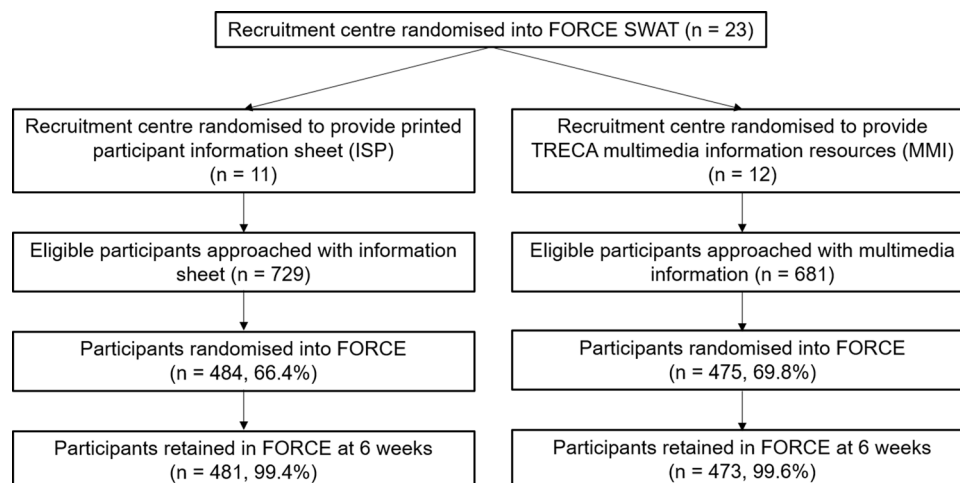 Recruitment centre randomised into FORCE SWAT (n = 23)
Recruitment centre randomised to provide printed
participant information sheet (ISP)
(n = 11)
Recruitment centre randomised to provide
TRECA multimedia information resources (MMI)
(n = 12)
Eligible participants approached with information
sheet (n = 729)
Eligible participants approached with multimedia
information (n = 681)
Participants randomised into FORCE
(n = 484, 66.4%)
Participants randomised into FORCE
(n = 475, 69.8%)
Participants retained in FORCE at 6 weeks
(n = 481, 99.4%)
Participants retained in FORCE at 6 weeks
(n = 473, 99.6%)